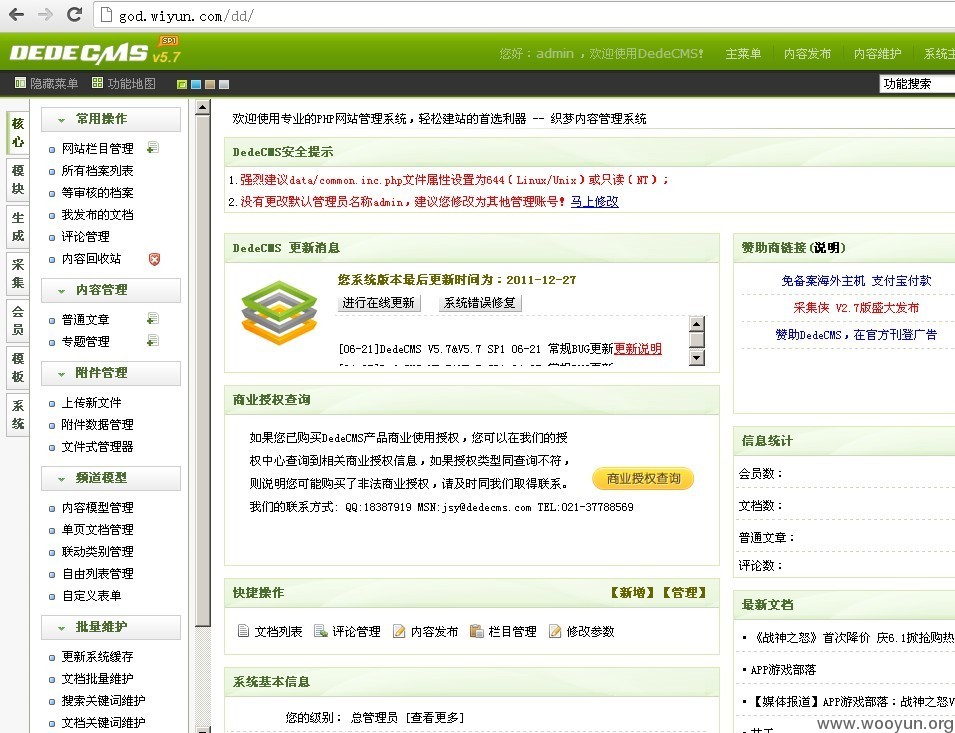 god.wiyun.com/dd/
DEDECMS v5.7 SP1
您好：admin ，欢迎使用DedeCMS！ 主菜单 内容发布 内容维护 系统主
隐藏菜单 功能地图 功能搜索
核心
模块
生成
采集
会员
模板
系统
常用操作
网站栏目管理
所有档案列表
等审核的档案
我发布的文档
评论管理
内容回收站
内容管理
普通文章
专题管理
附件管理
上传新文件
附件数据管理
文件式管理器
频道模型
内容模型管理
单页文档管理
联动类别管理
自由列表管理
自定义表单
批量维护
更新系统缓存
文档批量维护
搜索关键词维护
文档关键词维护
欢迎使用专业的PHP网站管理系统，轻松建站的首选利器 -- 织梦内容管理系统
DedeCMS安全提示
1.强烈建议data/common.inc.php文件属性设置为644（Linux/Unix）或只读（NT）；
2.没有更改默认管理员名称admin，建议您修改为其他管理账号！马上修改
DedeCMS 更新消息
您系统版本最后更新时间为：2011-12-27
进行在线更新 系统错误修复
[06-21]DedeCMS V5.7&V5.7 SP1 06-21 常规BUG更新更新说明
商业授权查询
如果您已购买DedeCMS产品商业使用授权，您可以在我们的授
权中心查询到相关商业授权信息，如果授权类型同查询不符，
则说明您可能购买了非法商业授权，请及时同我们取得联系。
我们的联系方式: QQ:18387919 MSN:jsy@dedecms.com TEL:021-37788569
商业授权查询
快捷操作 【新增】【管理】
文档列表 评论管理 内容发布 栏目管理 修改参数
系统基本信息
您的级别： 总管理员 [查看更多]
赞助商链接(说明)
免备案海外主机 支付宝付款
采集侠 V2.7版盛大发布
赞助DedeCMS，在官方刊登广告
信息统计
会员数：
文档数：
普通文章：
评论数：
最新文档
《战神之怒》首次降价 庆6.1掀抢购热
APP游戏部落
【媒体报道】APP游戏部落：战神之怒V
www.wooyun.org